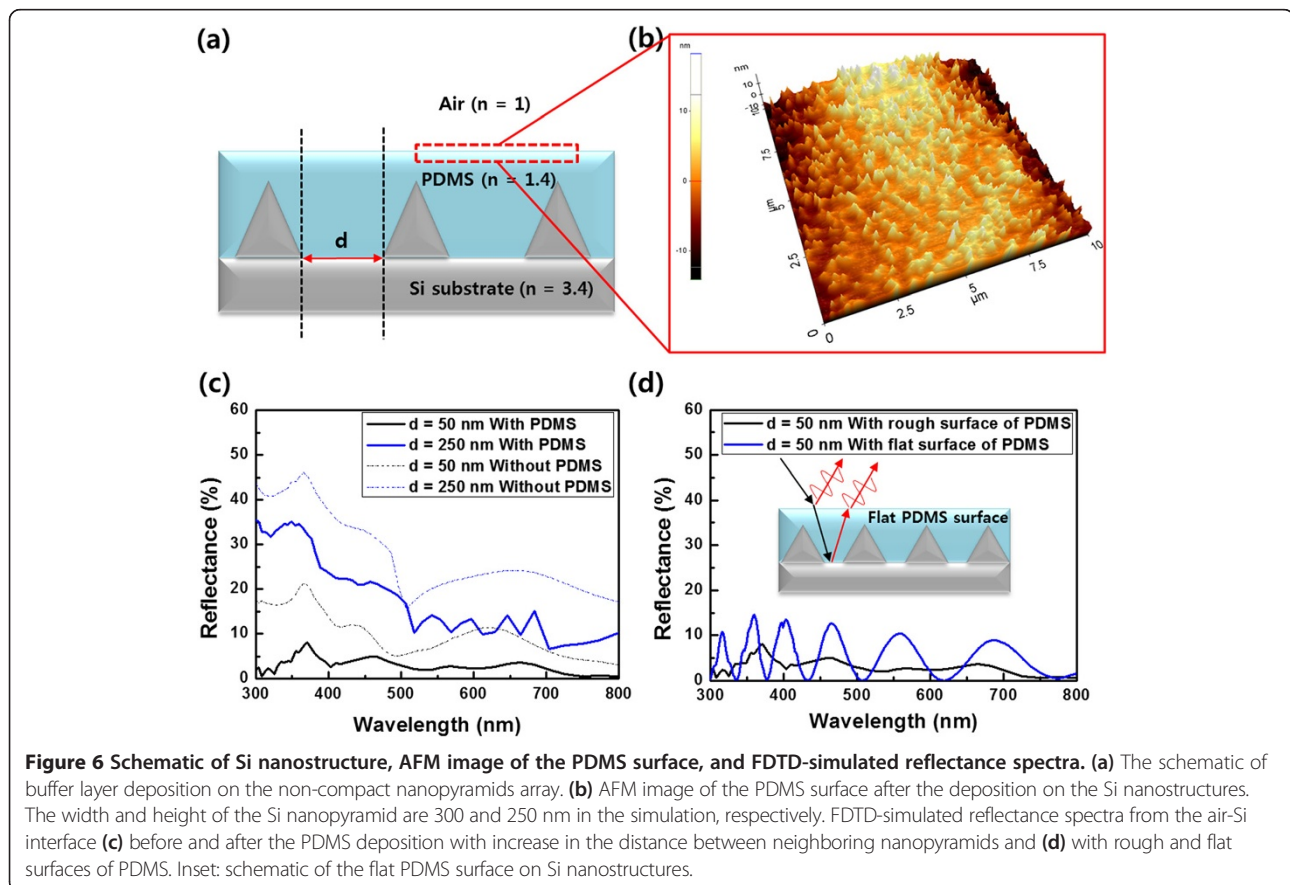 (a)
Air (n = 1)
PDMS (n = 1.4)
d
Si substrate (n = 3.4)
(b)
nm
10
0
-10
nm
10
0
-10
10
7.5
5
µm
2.5
0
0
2.5
5
µm
7.5
10
(c)
60
50
40
30
20
10
0
Reflectance (%)
d = 50 nm With PDMS
d = 250 nm With PDMS
d = 50 nm Without PDMS
d = 250 nm Without PDMS
300 400 500 600 700 800
Wavelength (nm)
(d)
60
50
40
30
20
10
0
Reflectance (%)
d = 50 nm With rough surface of PDMS
d = 50 nm With flat surface of PDMS
Flat PDMS surface
300 400 500 600 700 800
Wavelength (nm)
Figure 6 Schematic of Si nanostructure, AFM image of the PDMS surface, and FDTD-simulated reflectance spectra. (a) The schematic of
buffer layer deposition on the non-compact nanopyramids array. (b) AFM image of the PDMS surface after the deposition on the Si nanostructures.
The width and height of the Si nanopyramid are 300 and 250 nm in the simulation, respectively. FDTD-simulated reflectance spectra from the air-Si
interface (c) before and after the PDMS deposition with increase in the distance between neighboring nanopyramids and (d) with rough and flat
surfaces of PDMS. Inset: schematic of the flat PDMS surface on Si nanostructures.